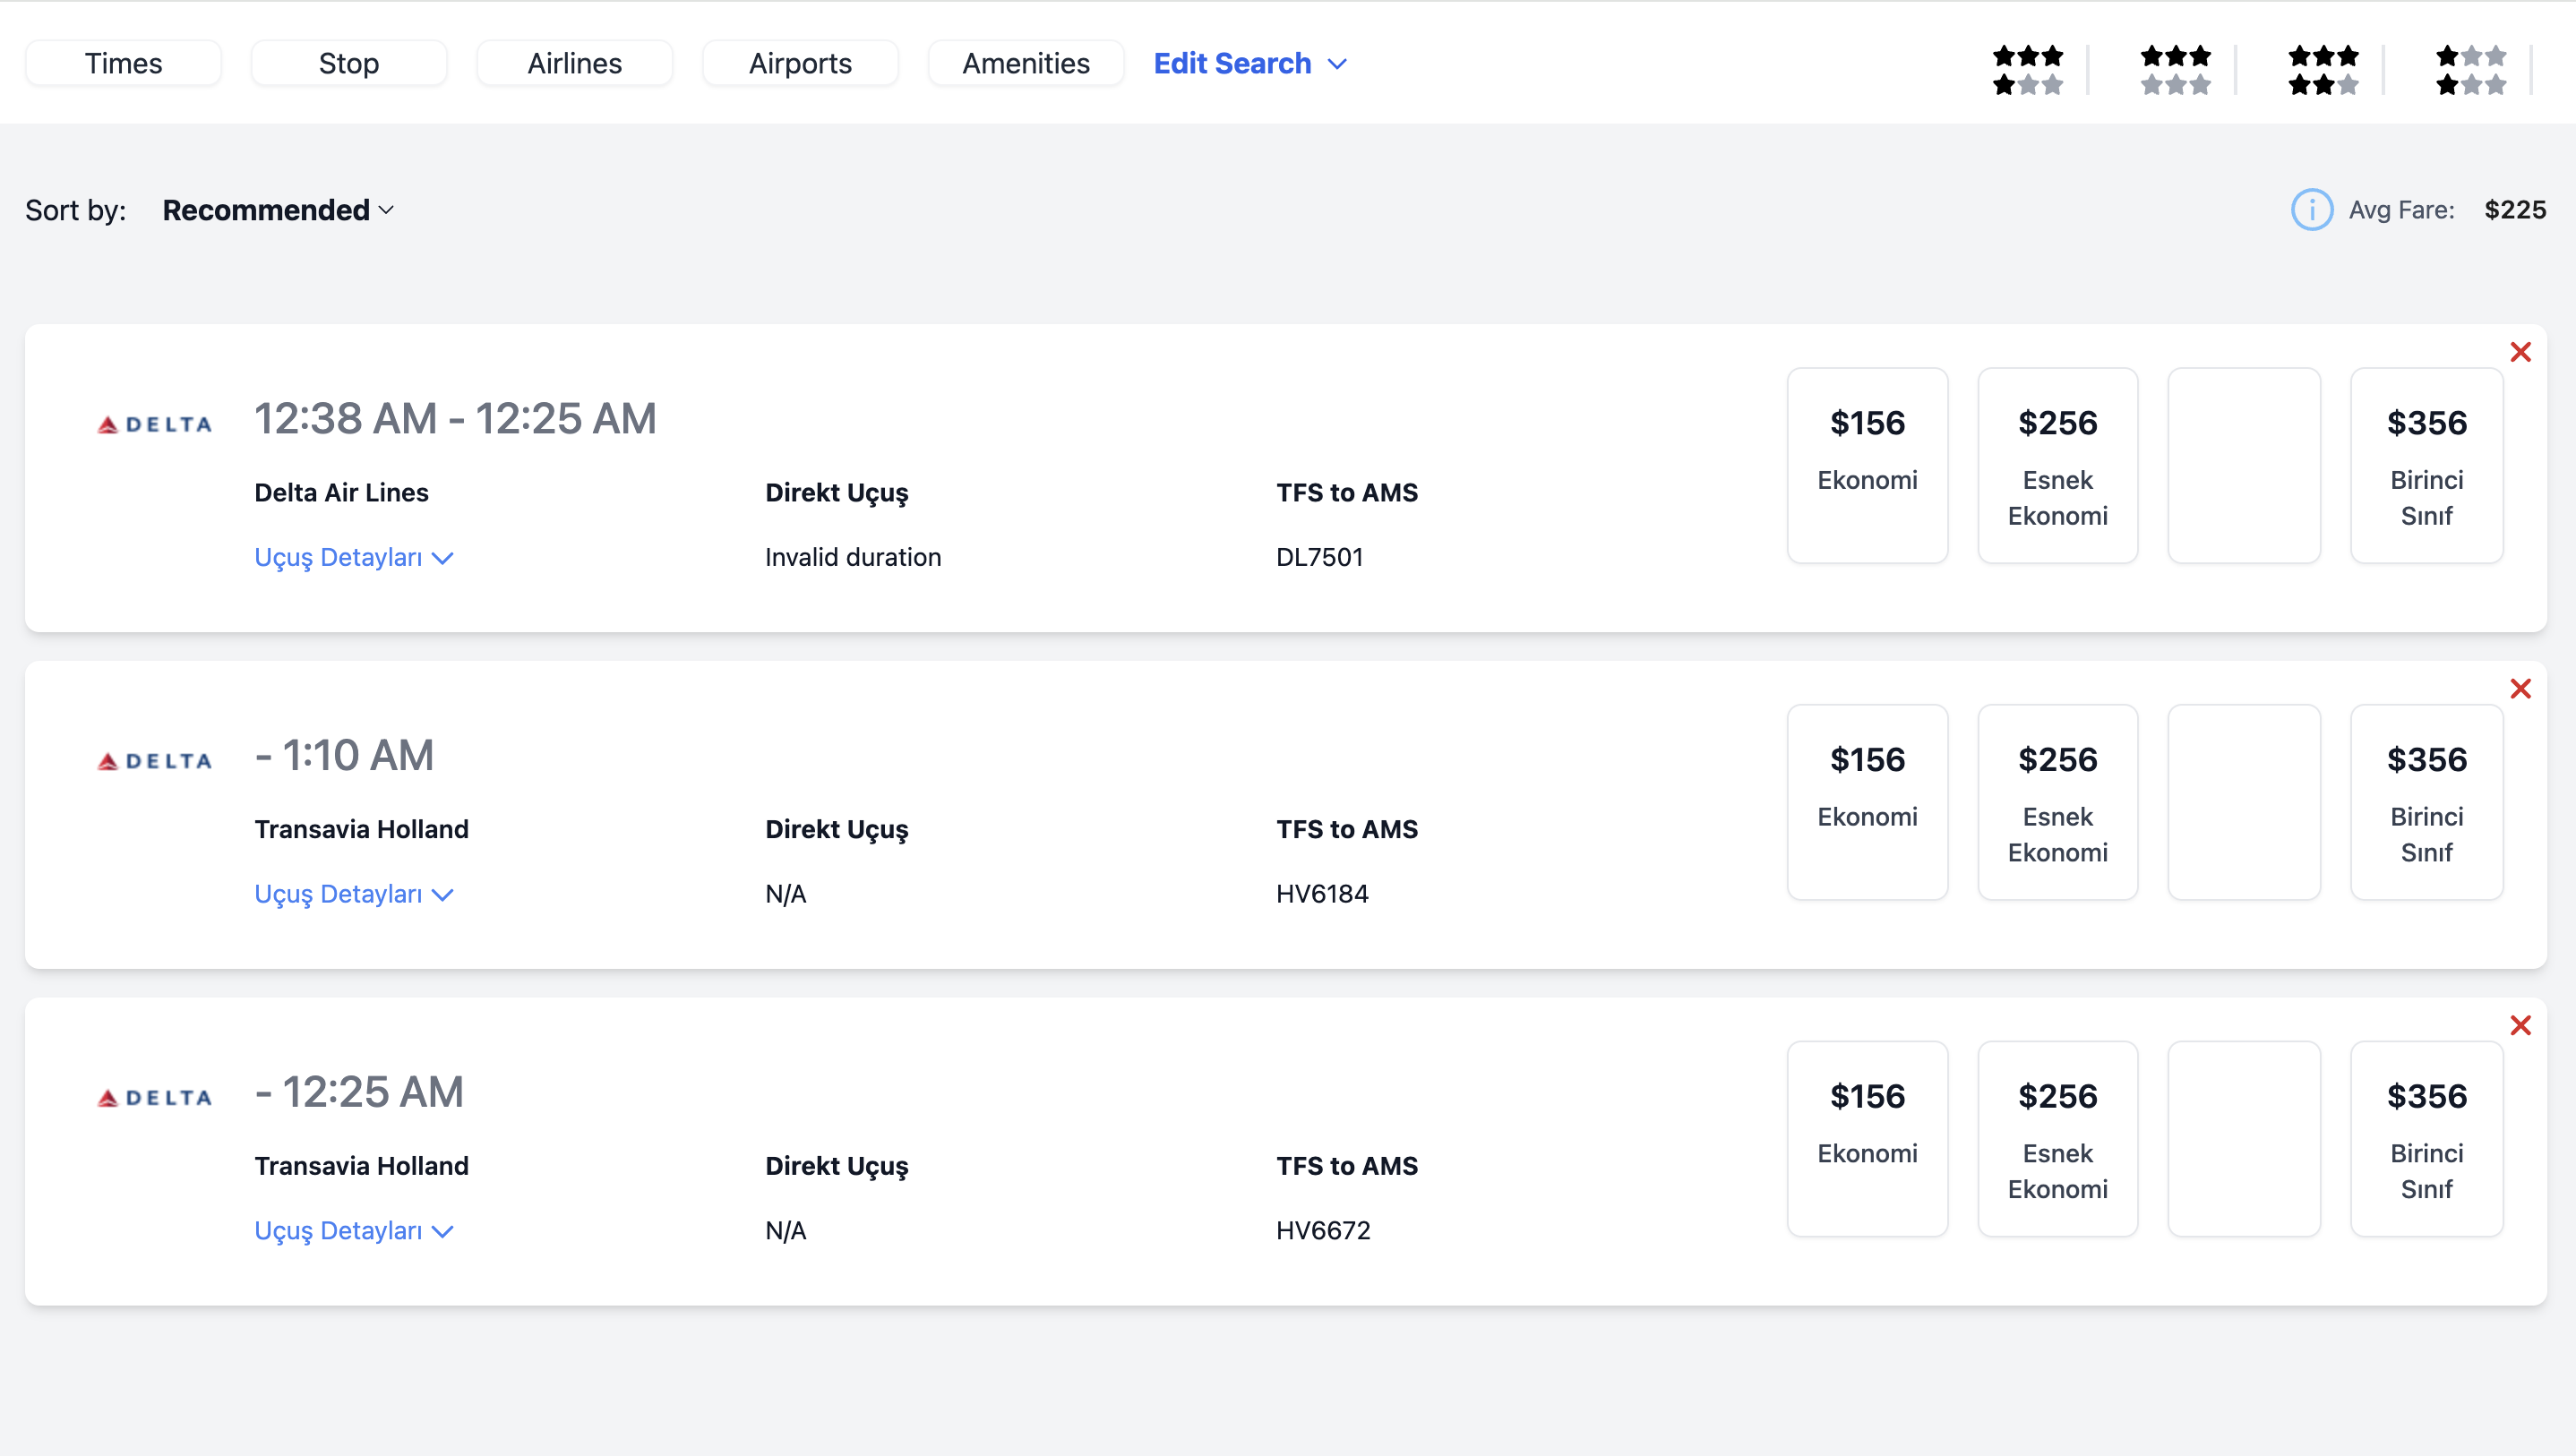 Times Stop Airlines Airports Amenities Edit Search
Sort by: Recommended
Avg Fare: $225
DELTA
12:38 AM - 12:25 AM
Delta Air Lines Direkt Uçuş TFS to AMS
Uçuş Detayları Invalid duration DL7501
$156 $256 $356
Ekonomi Esnek Birinci
Ekonomi Sınıf
DELTA
- 1:10 AM
Transavia Holland Direkt Uçuş TFS to AMS
Uçuş Detayları N/A HV6184
$156 $256 $356
Ekonomi Esnek Birinci
Ekonomi Sınıf
DELTA
- 12:25 AM
Transavia Holland Direkt Uçuş TFS to AMS
Uçuş Detayları N/A HV6672
$156 $256 $356
Ekonomi Esnek Birinci
Ekonomi Sınıf